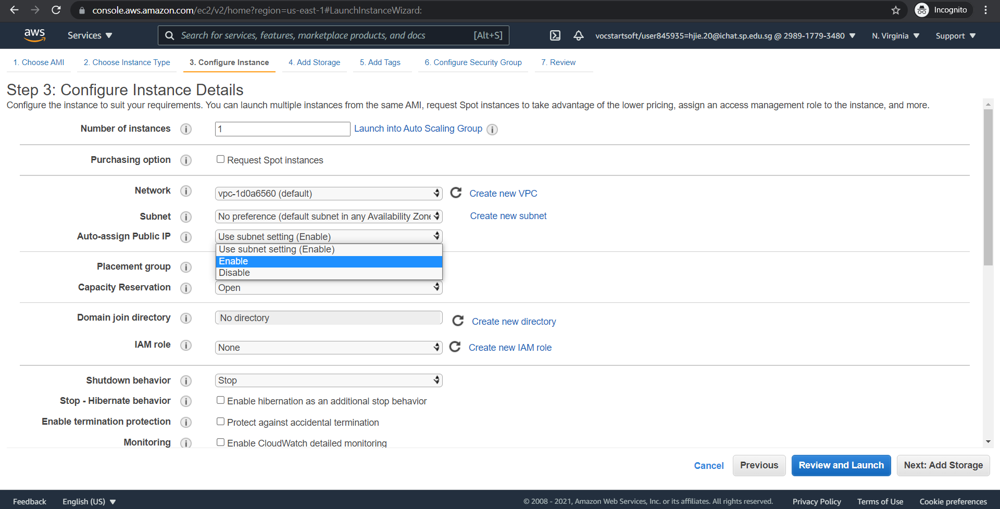 console.aws.amazon.com/ec2/v2/home?region=us-east-1#LaunchInstanceWizard:
Incognito
aws
Services
Search for services, features, marketplace products, and docs [Alt+S]
vocstartsoft/user845935=hjie.20@ichat.sp.edu.sg @ 2989-1779-3480
N. Virginia
Support
1. Choose AMI
2. Choose Instance Type
3. Configure Instance
4. Add Storage
5. Add Tags
6. Configure Security Group
7. Review
Step 3: Configure Instance Details
Configure the instance to suit your requirements. You can launch multiple instances from the same AMI, request Spot instances to take advantage of the lower pricing, assign an access management role to the instance, and more.
Number of instances i 1 Launch into Auto Scaling Group i
Purchasing option i Request Spot instances
Network i vpc-1d0a6560 (default) Create new VPC
Subnet i No preference (default subnet in any Availability Zone Create new subnet
Auto-assign Public IP i Use subnet setting (Enable)
Use subnet setting (Enable)
Enable
Disable
Placement group i
Capacity Reservation i Open
Domain join directory i No directory Create new directory
IAM role i None Create new IAM role
Shutdown behavior i Stop
Stop - Hibernate behavior i Enable hibernation as an additional stop behavior
Enable termination protection i Protect against accidental termination
Monitoring i Enable CloudWatch detailed monitoring
Cancel
Previous
Review and Launch
Next: Add Storage
Feedback
English (US)
© 2008 - 2021, Amazon Web Services, Inc. or its affiliates. All rights reserved.
Privacy Policy
Terms of Use
Cookie preferences